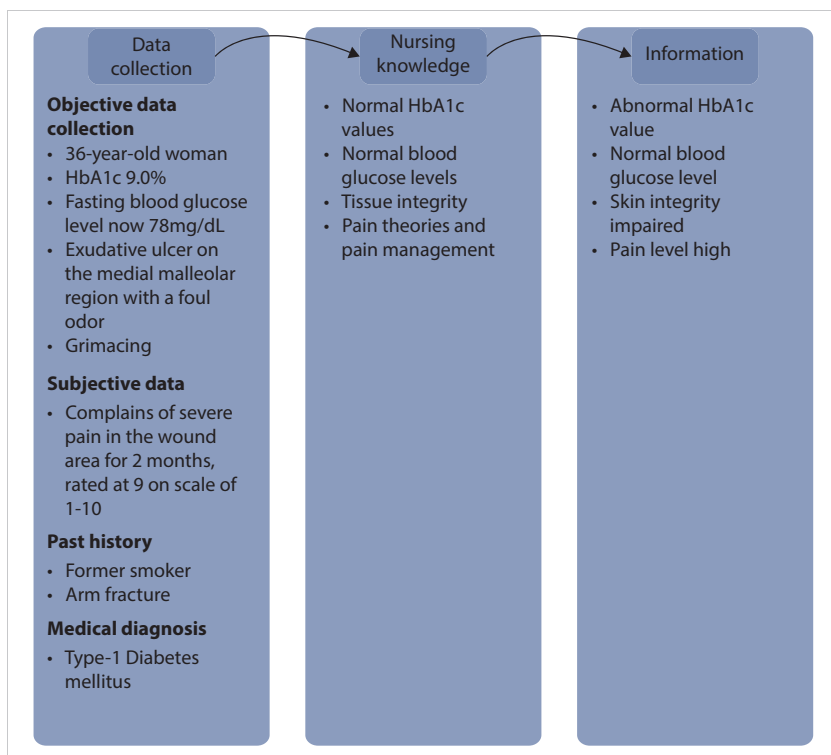 Data
collection
Objective data
collection
• 36-year-old woman
• HbA1c 9.0%
• Fasting blood glucose
level now 78mg/dL
• Exudative ulcer on
the medial malleolar
region with a foul
odor
• Grimacing
Subjective data
• Complains of severe
pain in the wound
area for 2 months,
rated at 9 on scale of
1-10
Past history
• Former smoker
• Arm fracture
Medical diagnosis
• Type-1 Diabetes
mellitus
Nursing
knowledge
• Normal HbA1c
values
• Normal blood
glucose levels
• Tissue integrity
• Pain theories and
pain management
Information
• Abnormal HbA1c
value
• Normal blood
glucose level
• Skin integrity
impaired
• Pain level high